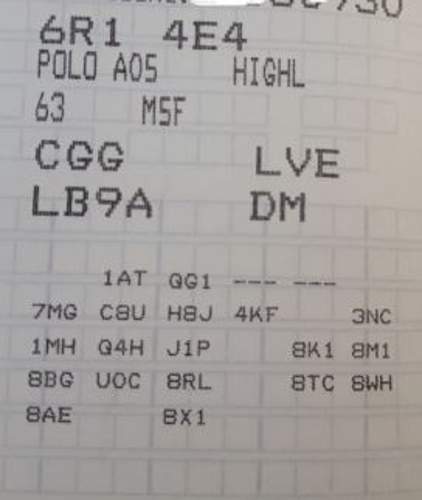 6R1 4E4
POLO A05 HIGHL
63 M5F
CGG LVE
LB9A DM
1AT QG1 --- ---
7MG C8U H8J 4KF 3NC
1MH Q4H J1P 8K1 8M1
8BG U0C 8RL 8TC 8WH
8AE 8X1